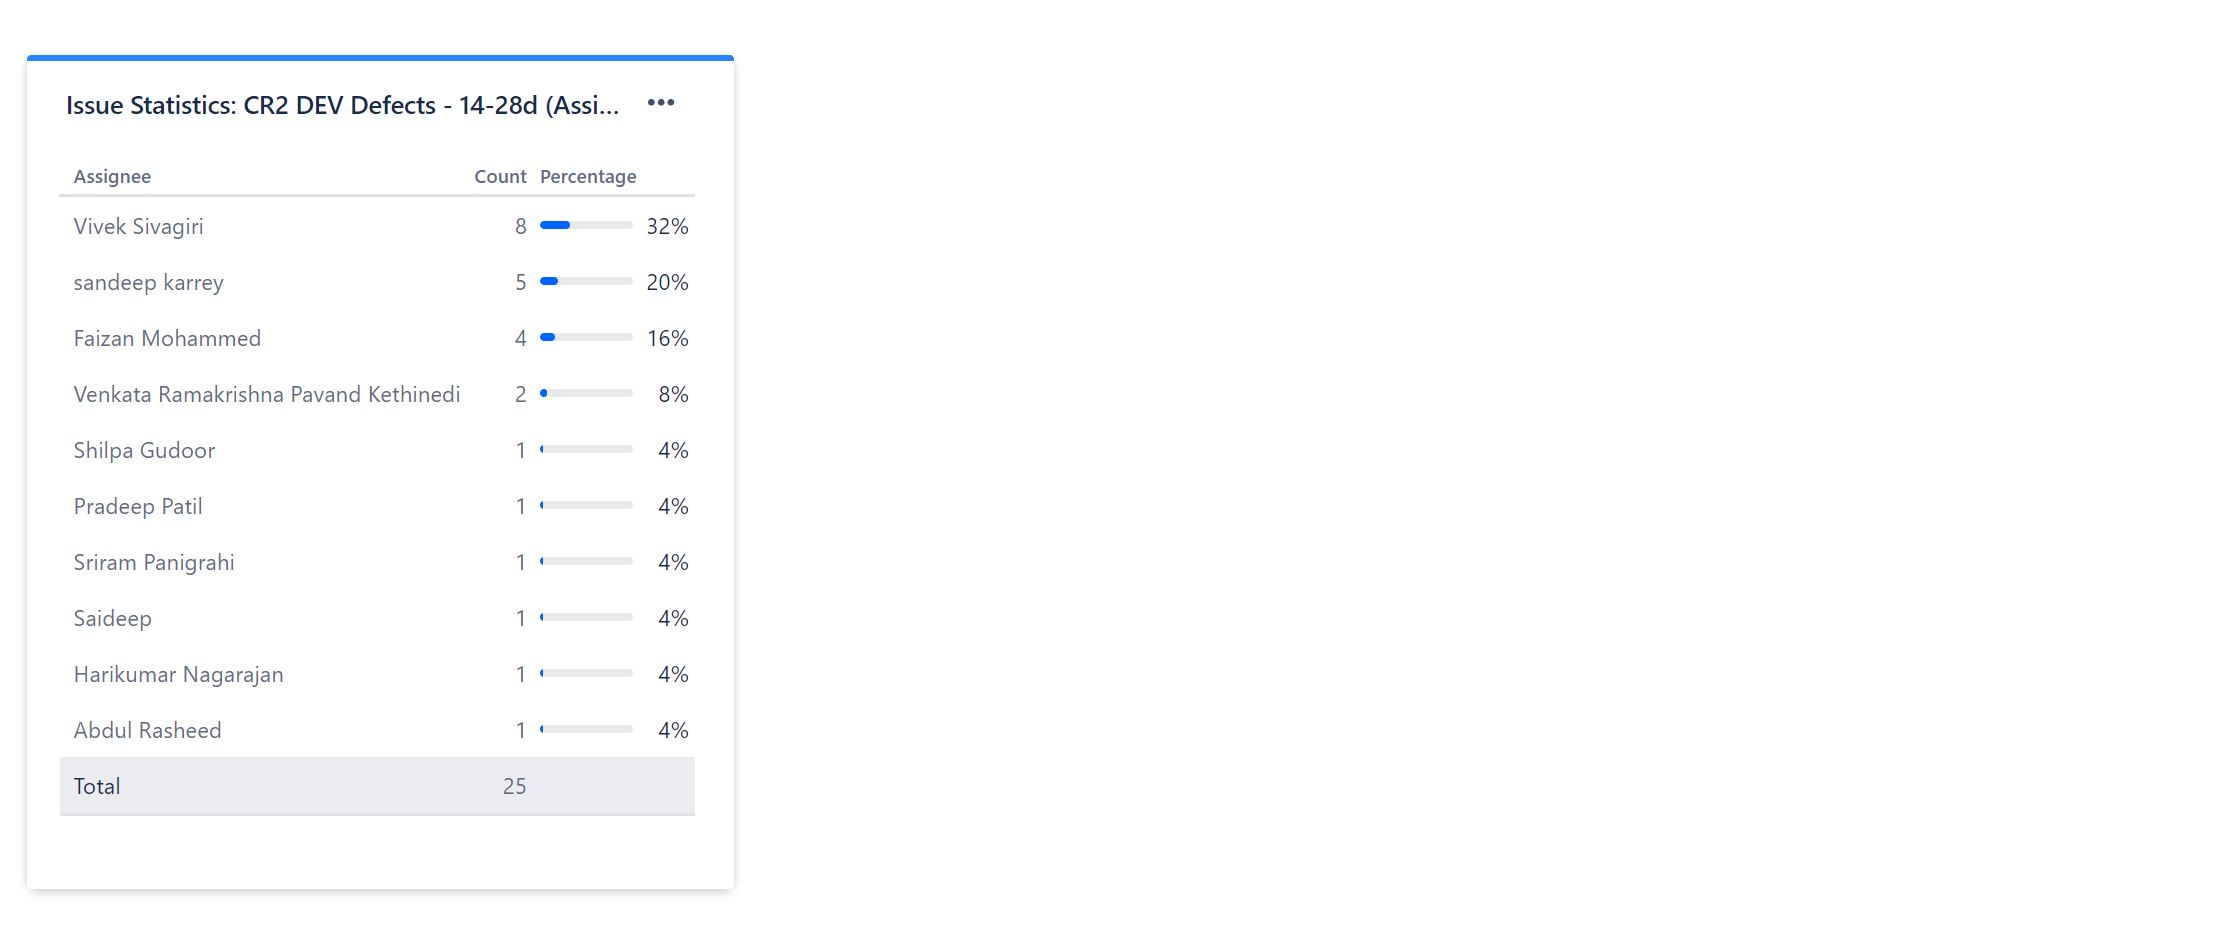 Issue Statistics: CR2 DEV Defects - 14-28d (Assi...
Assignee Count Percentage
Vivek Sivagiri 8 32%
sandeep karrey 5 20%
Faizan Mohammed 4 16%
Venkata Ramakrishna Pavand Kethinedi 2 8%
Shilpa Gudoor 1 4%
Pradeep Patil 1 4%
Sriram Panigrahi 1 4%
Saideep 1 4%
Harikumar Nagarajan 1 4%
Abdul Rasheed 1 4%
Total 25